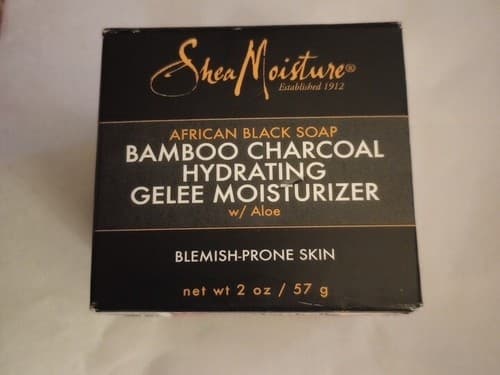 SheaMoisture®
Established 1912
AFRICAN BLACK SOAP
BAMBOO CHARCOAL
HYDRATING
GELEE MOISTURIZER
w/ Aloe
BLEMISH-PRONE SKIN
net wt 2 oz / 57 g